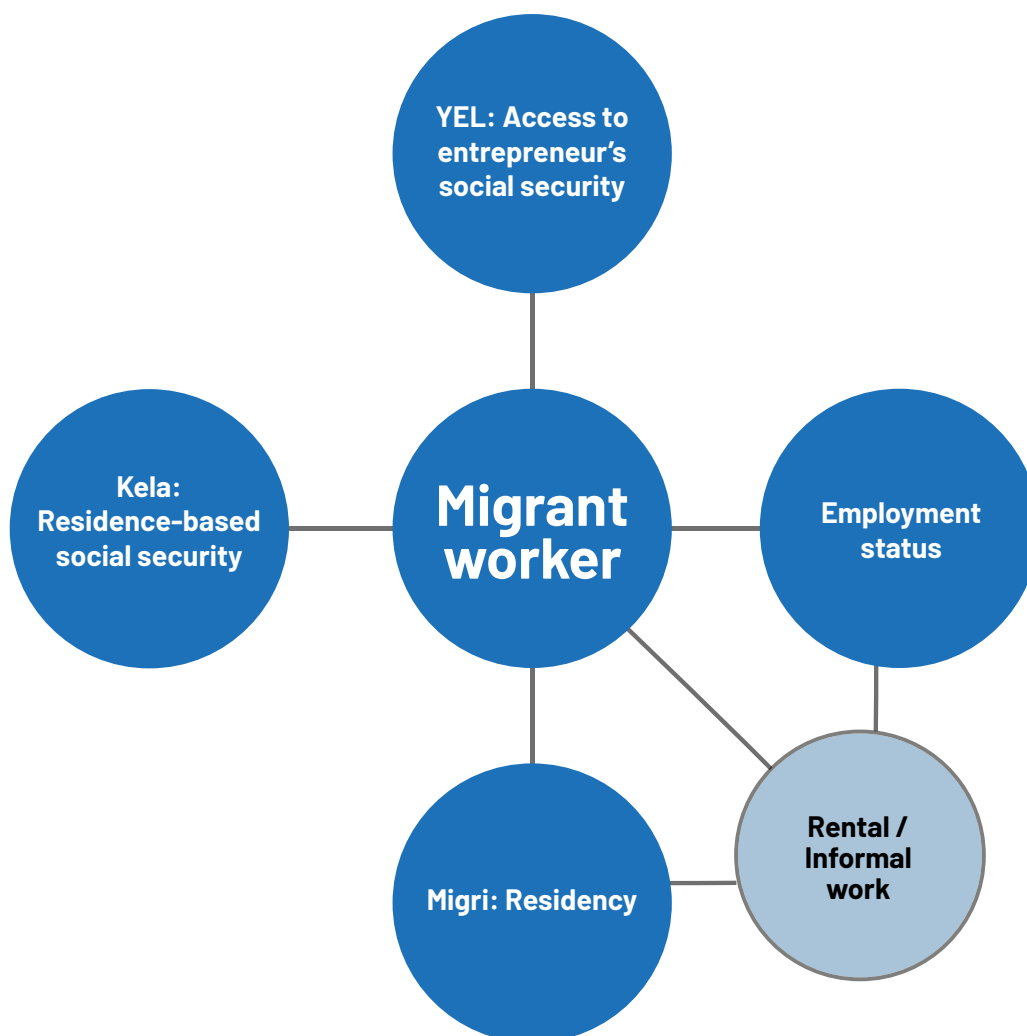 YEL: Access to
entrepreneur’s
social security
Kela:
Residence-based
social security
Migrant
worker
Employment
status
Migri: Residency
Rental /
Informal
work